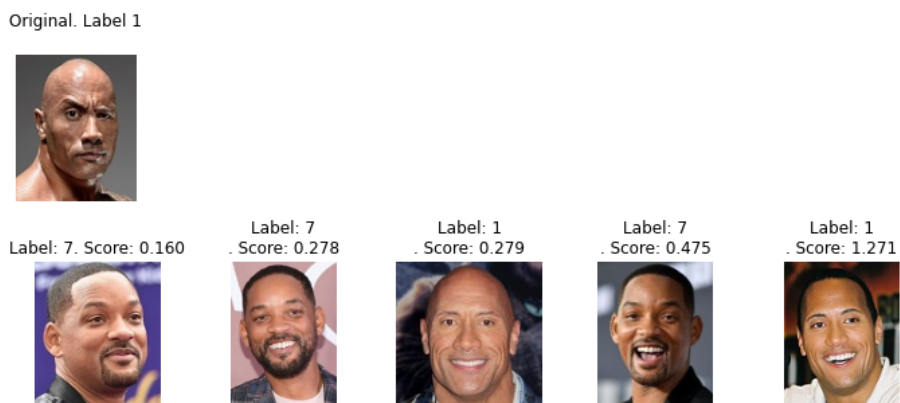 Original. Label 1
Label: 7. Score: 0.160
Label: 7
. Score: 0.278
Label: 1
. Score: 0.279
Label: 7
. Score: 0.475
Label: 1
. Score: 1.271